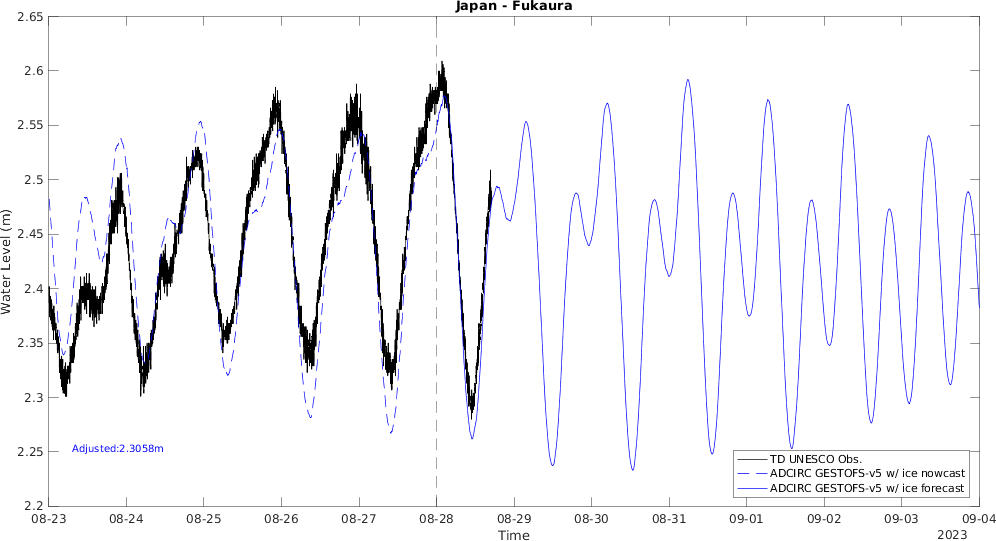 Japan - Fukaura
2.65
2.6
2.55
2.5
2.45
2.4
2.35
2.3
2.25
2.2
Water Level (m)
Adjusted:2.3058m
TD UNESCO Obs.
ADCIRC GESTOFS-v5 w/ ice nowcast
ADCIRC GESTOFS-v5 w/ ice forecast
08-23 08-24 08-25 08-26 08-27 08-28 08-29 08-30 08-31 09-01 09-02 09-03 09-04
Time
2023